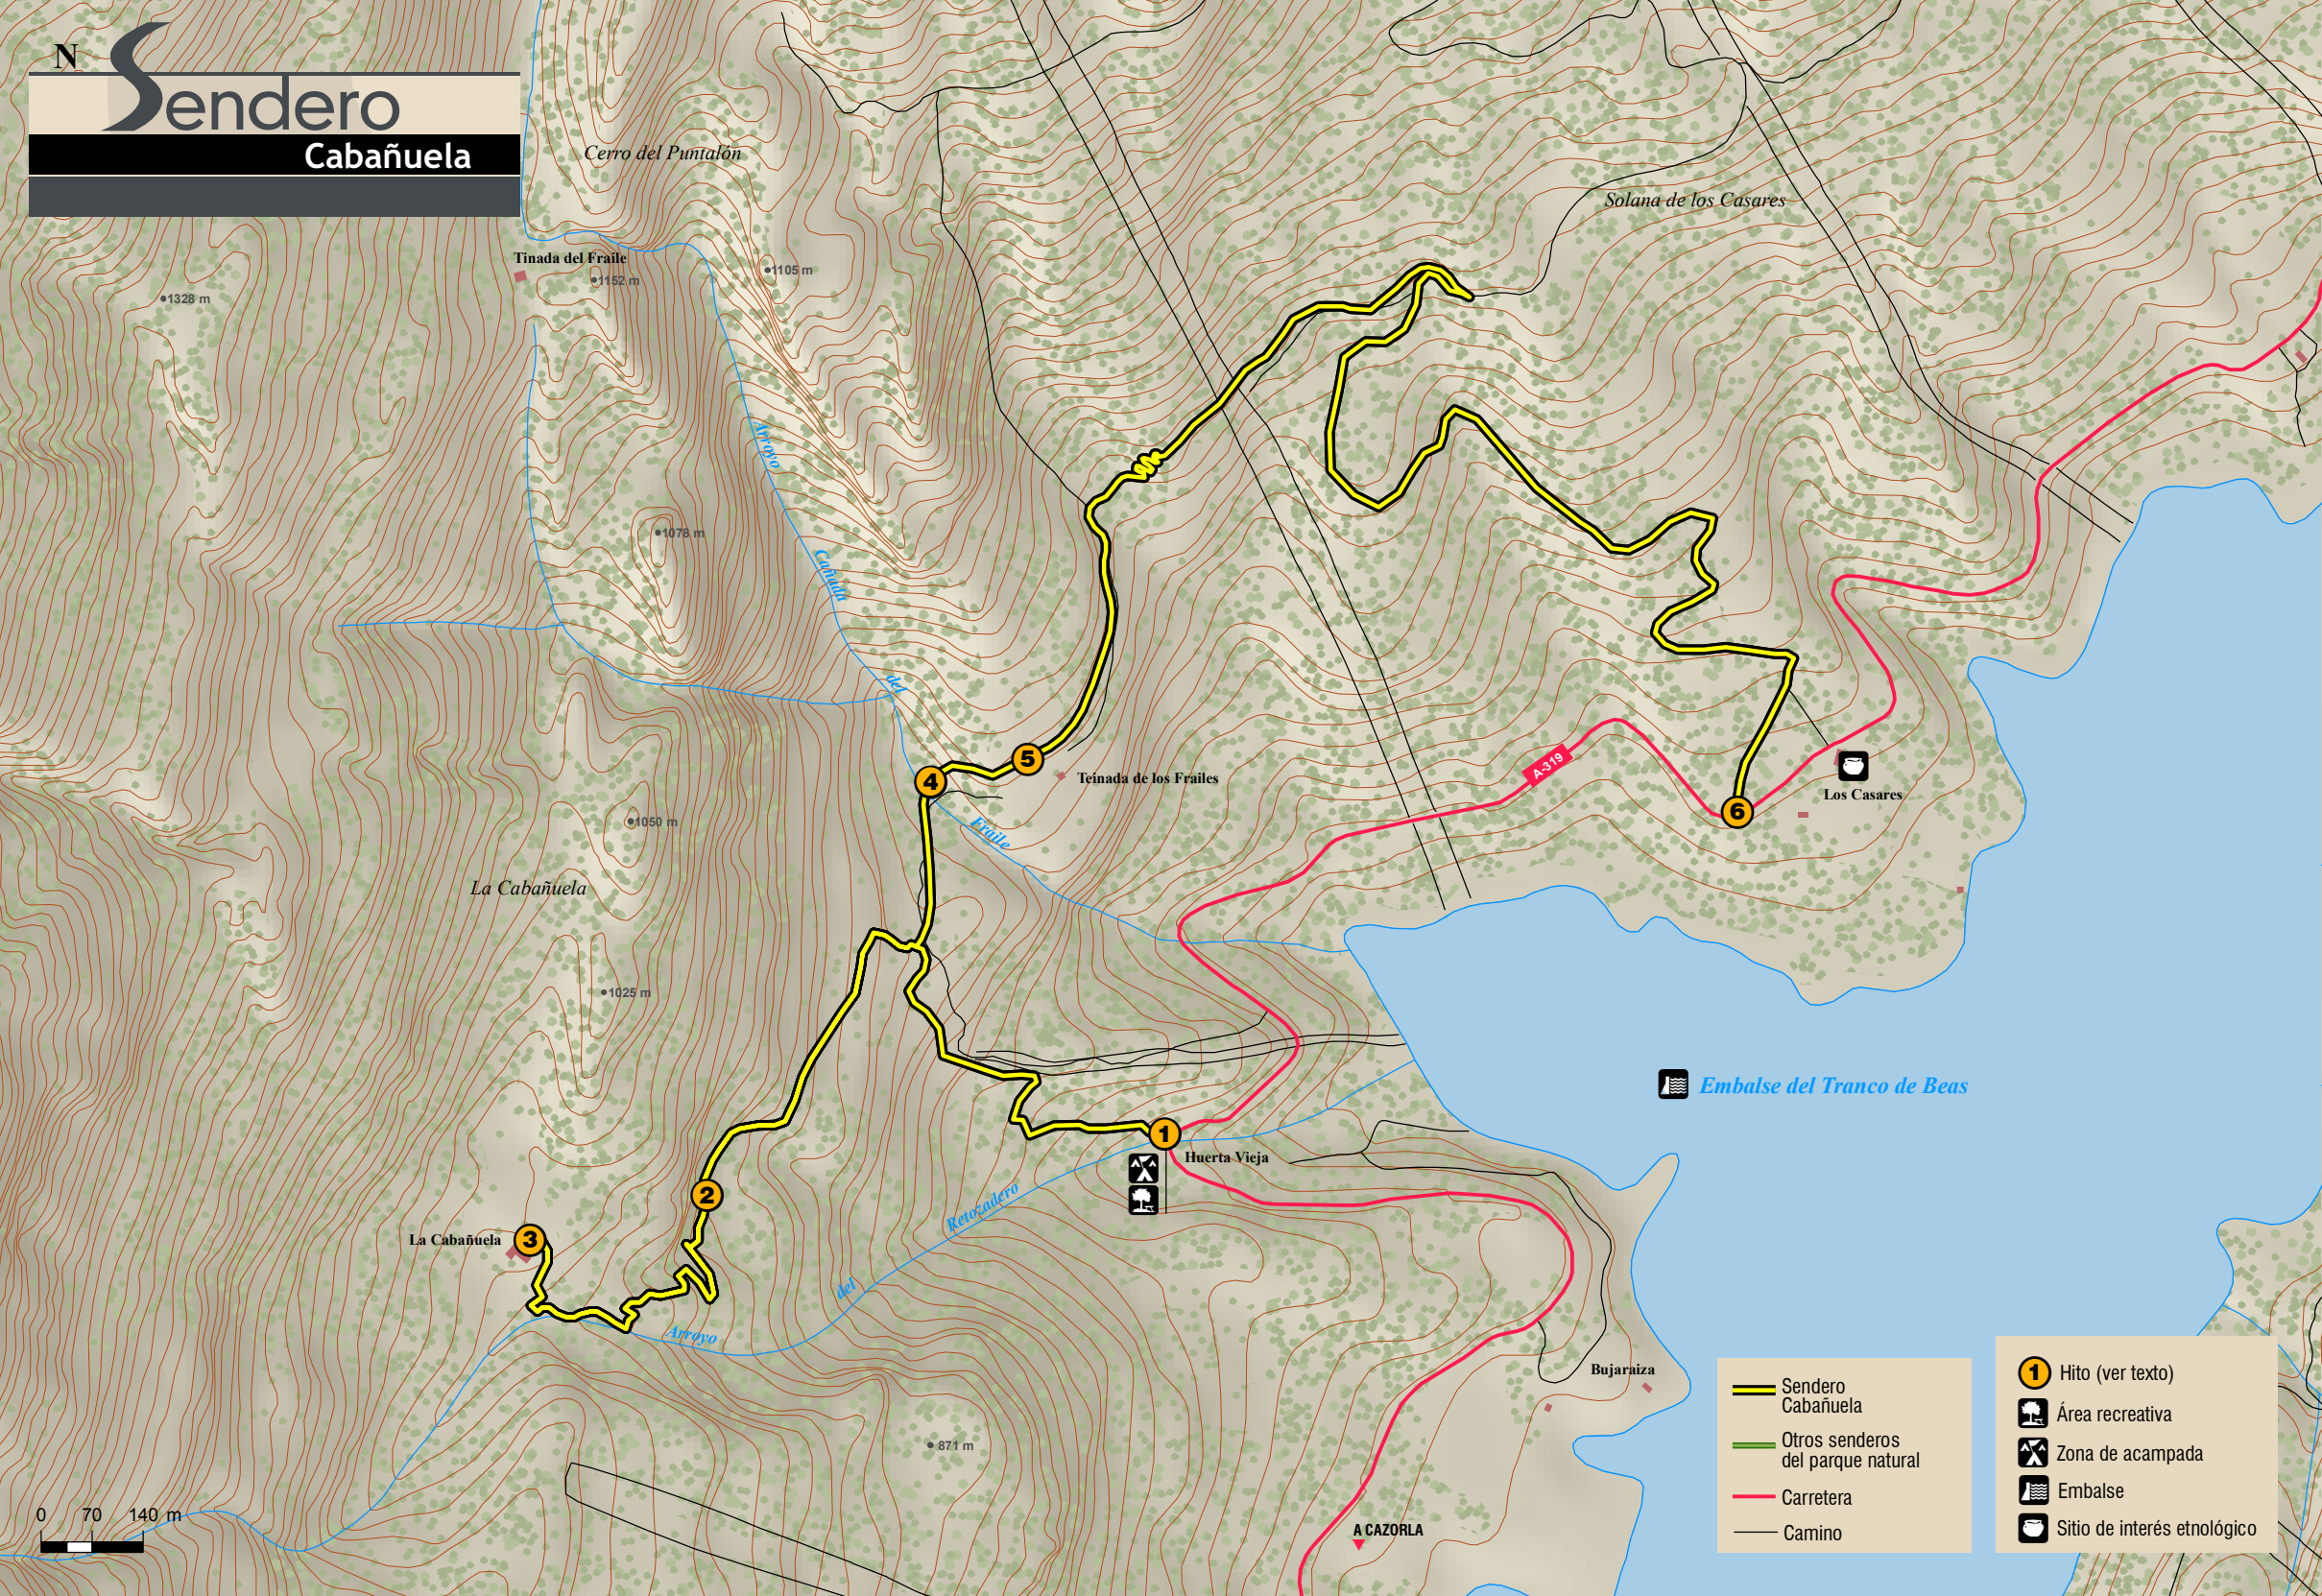 N
Sendero
Cabañuela
Cerro del Puntalón
Solana de los Casares
Tinada del Fraile
1152 m
1105 m
1328 m
Arroyo
1078 m
Cañada
del
5
4
Teinada de los Frailes
A-319
Los Casares
6
1050 m
Fraile
La Cabañuela
1025 m
Embalse del Tranco de Beas
1
Huerta Vieja
2
Retozadero
La Cabañuela
3
del
Arroyo
Bujaraiza
871 m
A CAZORLA
0 70 140 m
Sendero
Cabañuela
Otros senderos
del parque natural
Carretera
Camino
1 Hito (ver texto)
Área recreativa
Zona de acampada
Embalse
Sitio de interés etnológico